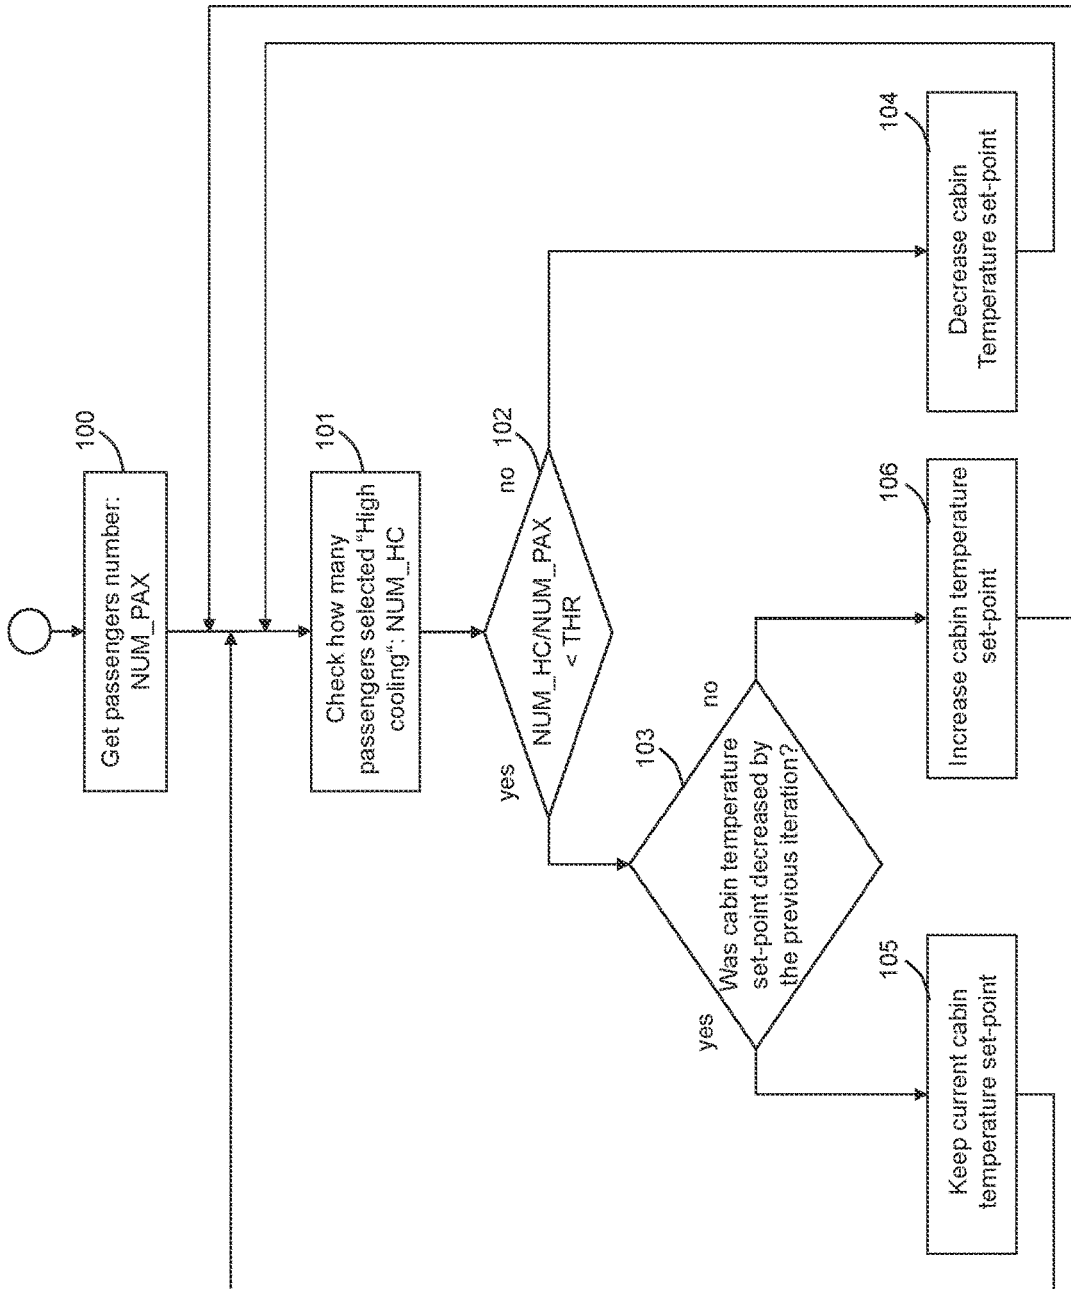 Get passengers number:
NUM_PAX
100
Check how many
passengers selected "High
cooling": NUM_HC
101
NUM_HC/NUM_PAX
< THR
102
yes
no
Was cabin temperature
set-point decreased by
the previous iteration?
103
yes
no
Keep current cabin
temperature set-point
105
Increase cabin temperature
set-point
106
Decrease cabin
Temperature set-point
104